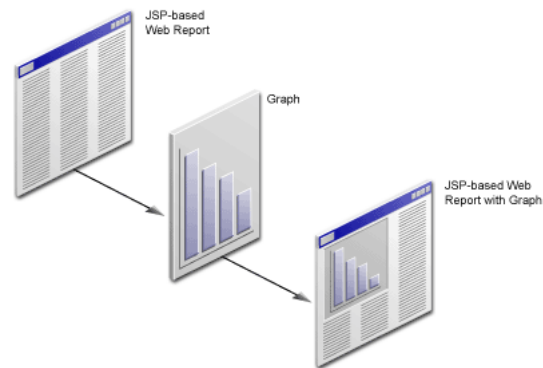 JSP-based
Web Report
Graph
JSP-based Web
Report with Graph